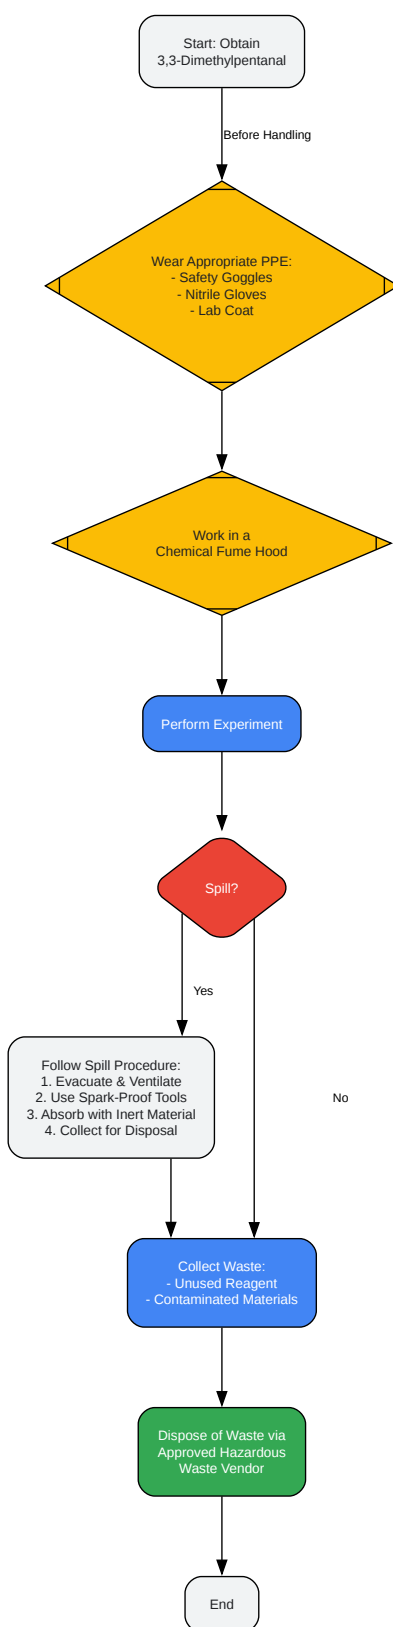 Start: Obtain
3,3-Dimethylpentanal
Before Handling
Wear Appropriate PPE:
- Safety Goggles
- Nitrile Gloves
- Lab Coat
Work in a
Chemical Fume Hood
Perform Experiment
Spill?
Yes
Follow Spill Procedure:
1. Evacuate & Ventilate
2. Use Spark-Proof Tools
3. Absorb with Inert Material
4. Collect for Disposal
No
Collect Waste:
- Unused Reagent
- Contaminated Materials
Dispose of Waste via
Approved Hazardous
Waste Vendor
End